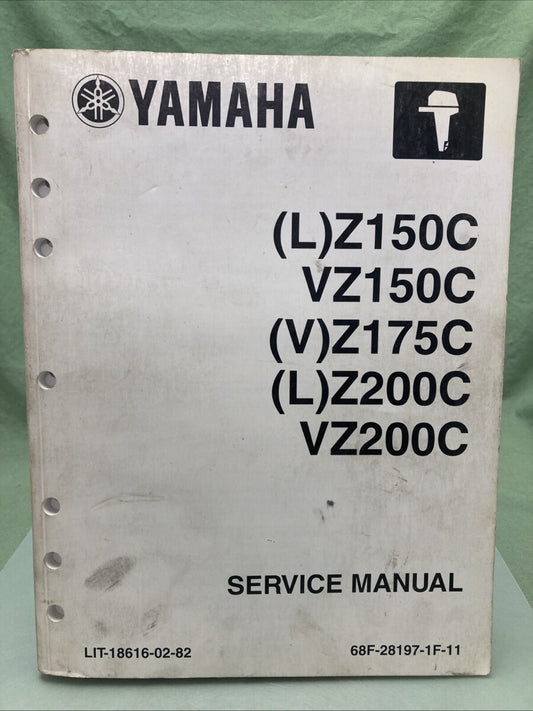 YAMAHA
(L)Z150C
VZ150C
(V)Z175C
(L)Z200C
VZ200C
SERVICE MANUAL
LIT-18616-02-82 68F-28197-1F-11